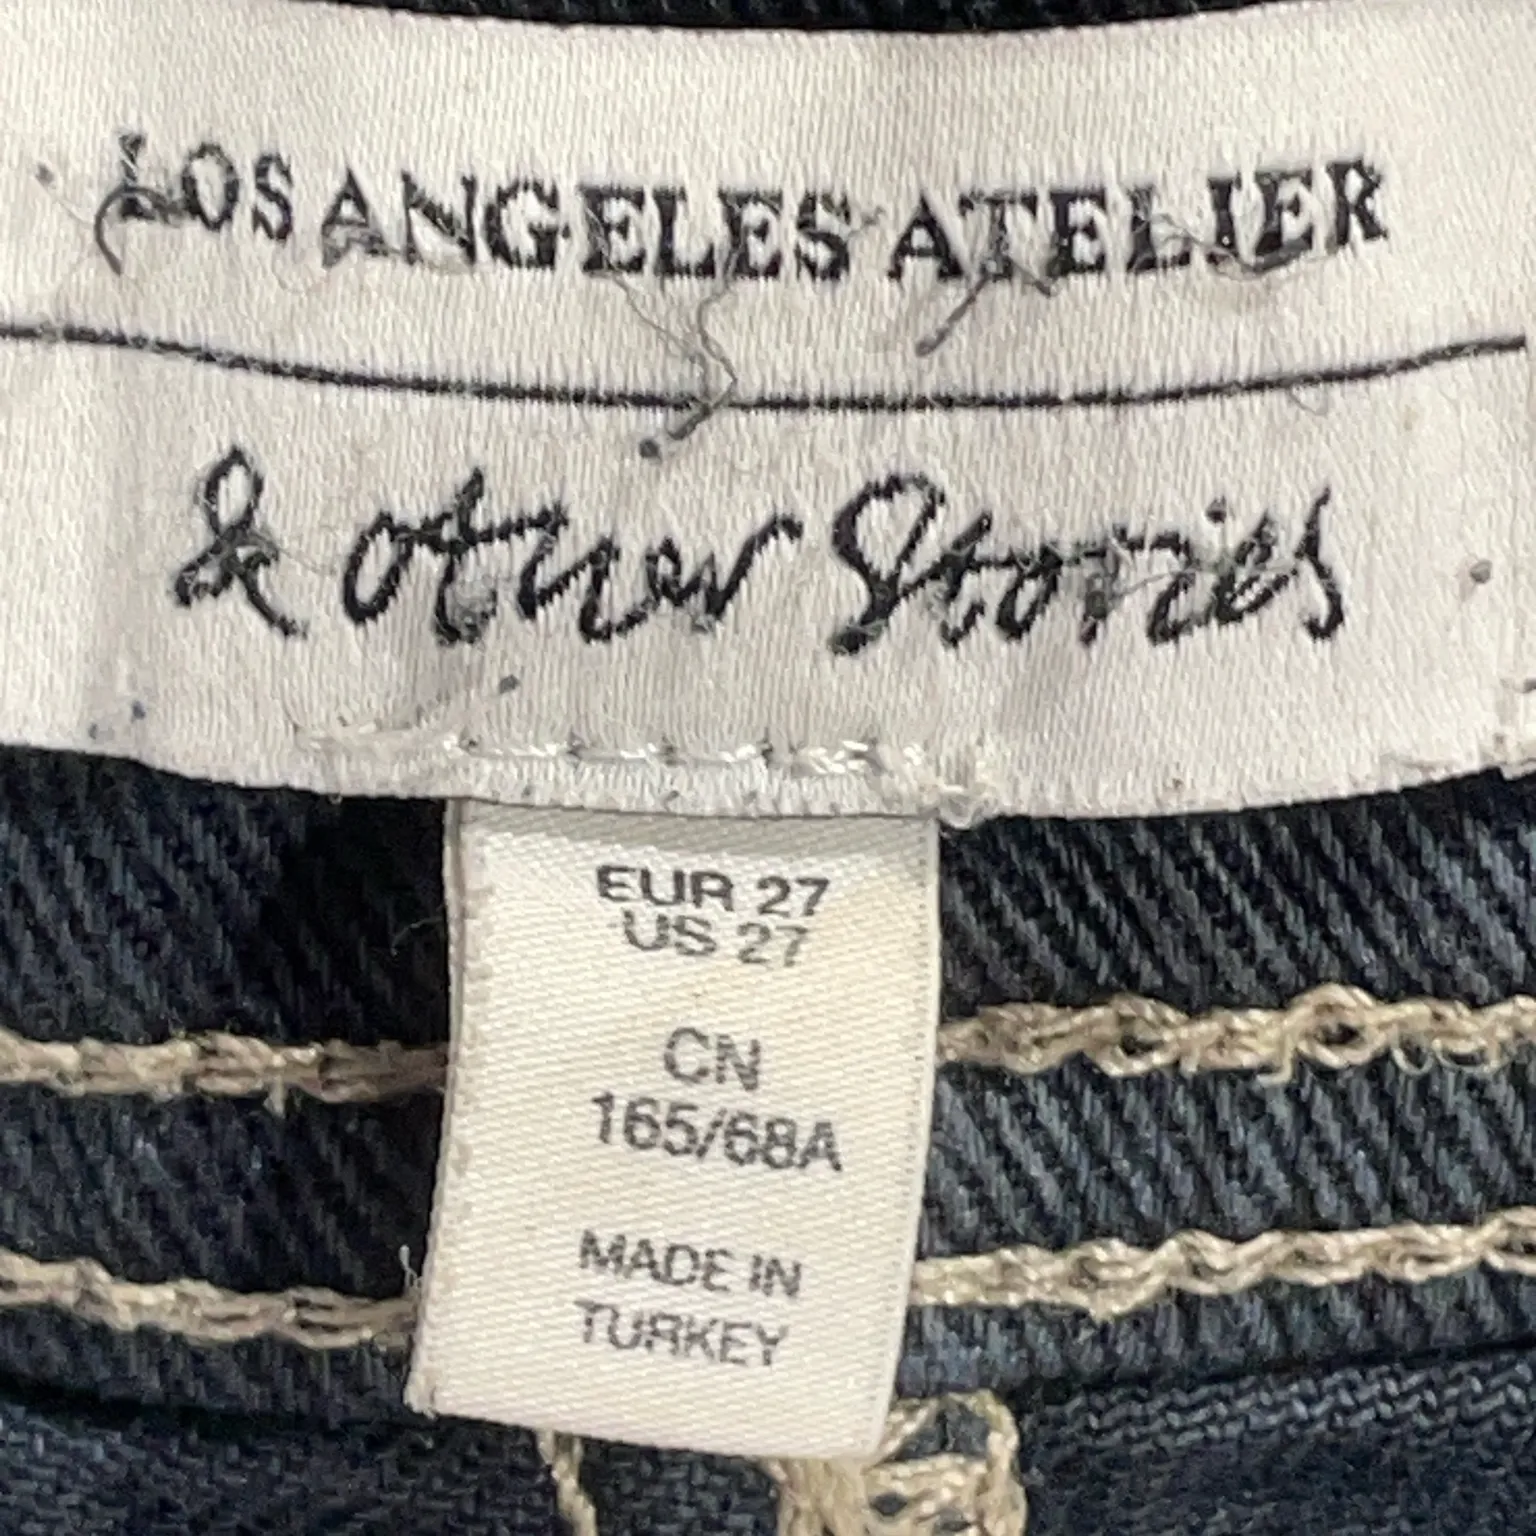 LOS ANGELES ATELIER
& other Stories
EUR 27
US 27
CN
165/68A
MADE IN
TURKEY